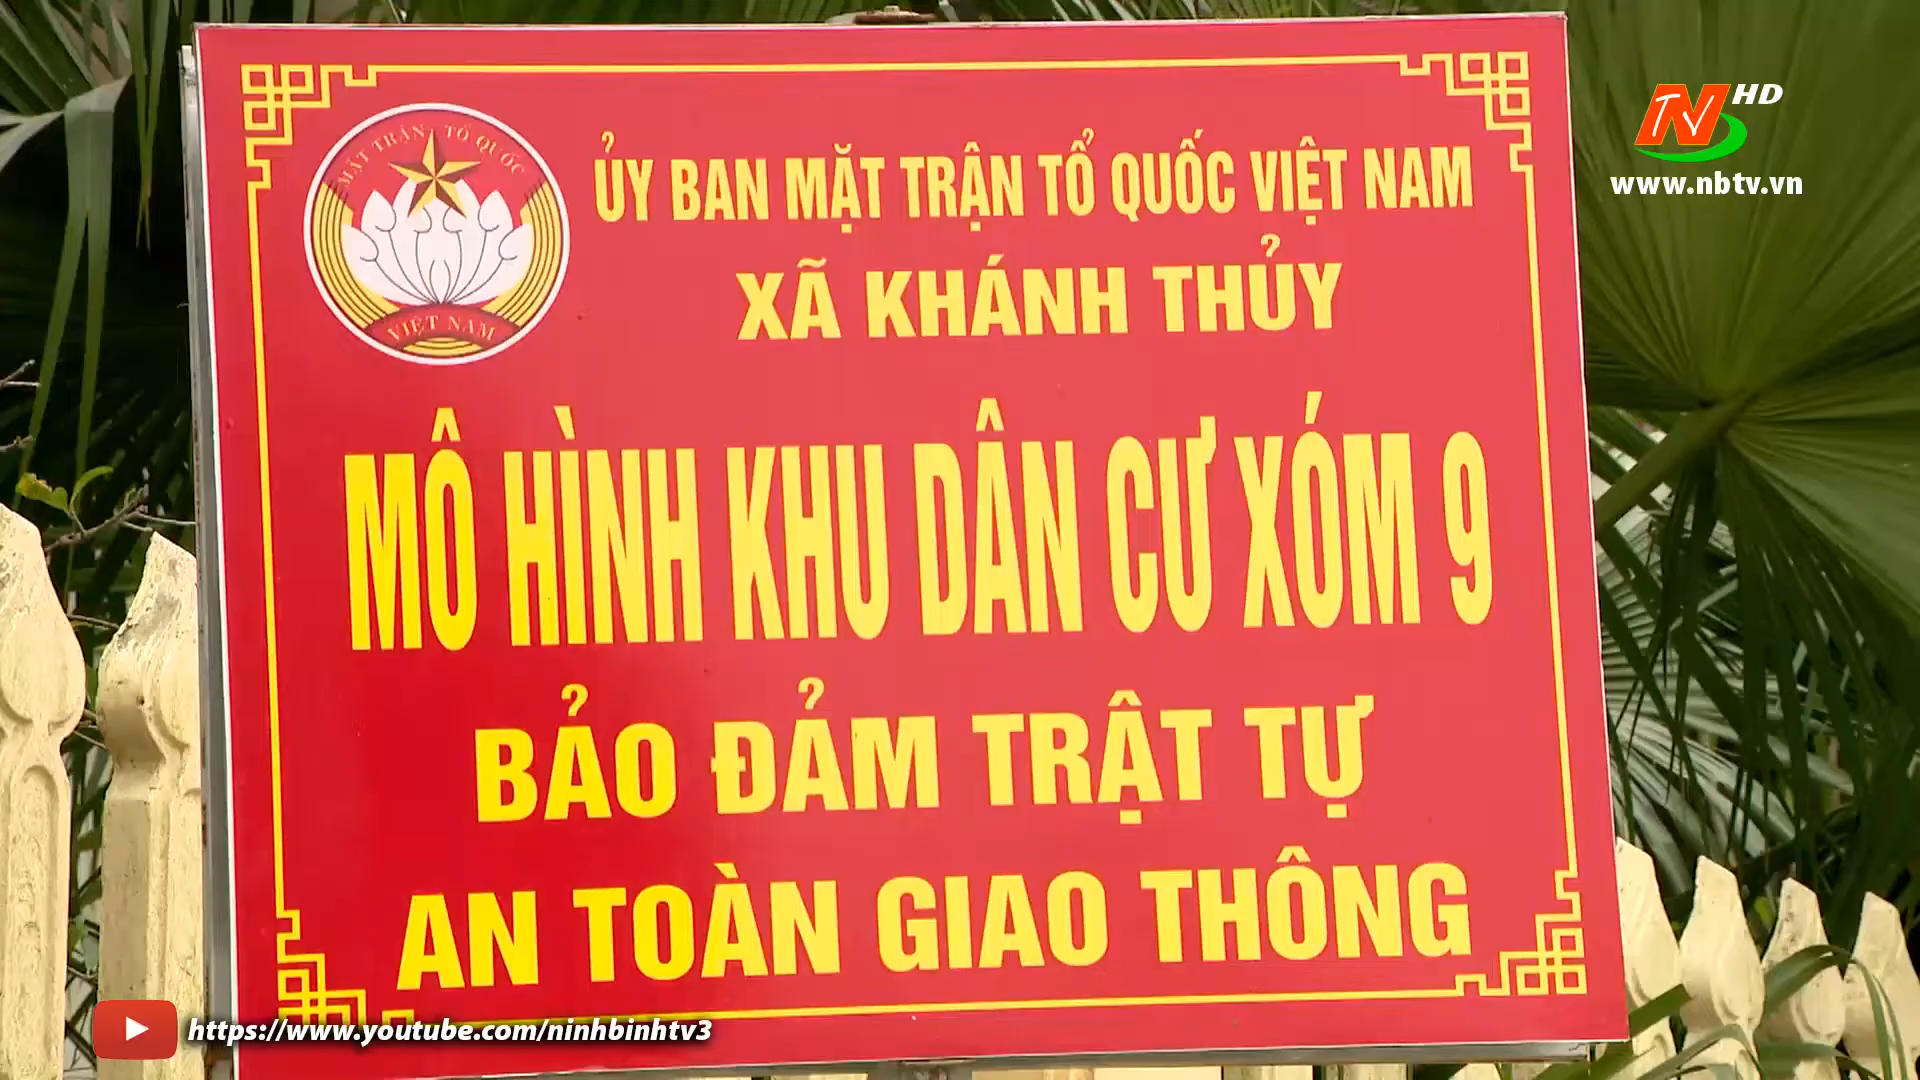 NTV HD
www.nbtv.vn
MẶT TRẬN TỔ QUỐC
VIỆT NAM
ỦY BAN MẶT TRẬN TỔ QUỐC VIỆT NAM
XÃ KHÁNH THỦY
MÔ HÌNH KHU DÂN CƯ XÓM 9
BẢO ĐẢM TRẬT TỰ
AN TOÀN GIAO THÔNG
https://www.youtube.com/ninhbinhtv3